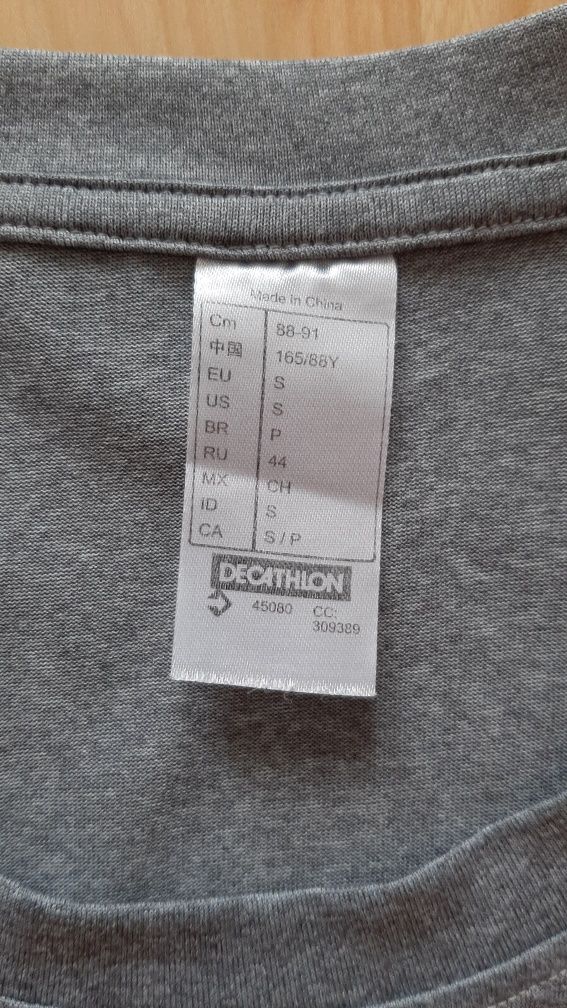 Made in China
Cm 88-91
中国 165/88Y
EU S
US S
BR P
RU 44
MX CH
ID S
CA S / P
DECATHLON
45080 CC:
309389